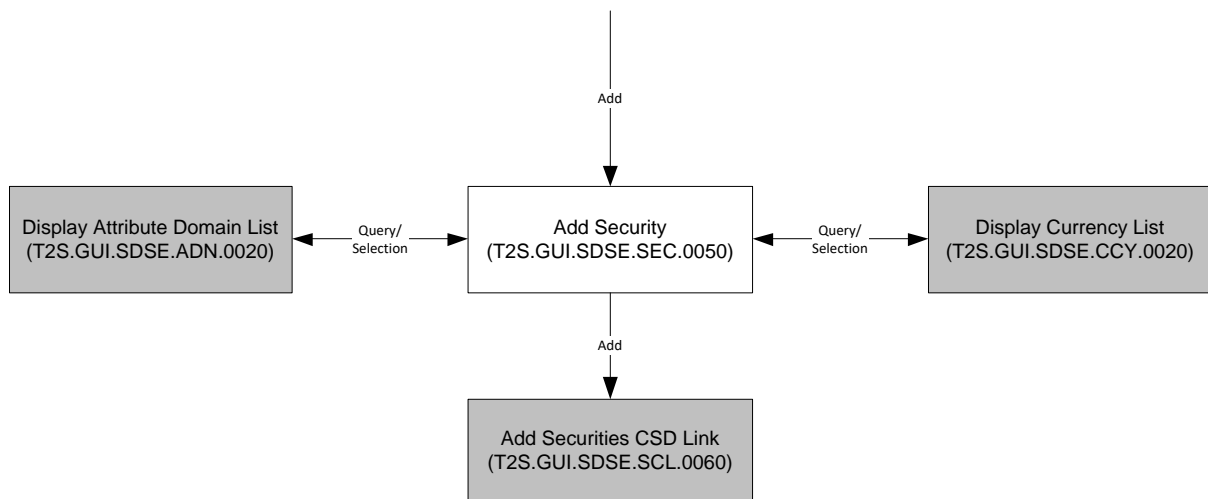 Add
Display Attribute Domain List
(T2S.GUI.SDSE.ADN.0020)
Query/
Selection
Add Security
(T2S.GUI.SDSE.SEC.0050)
Query/
Selection
Display Currency List
(T2S.GUI.SDSE.CCY.0020)
Add
Add Securities CSD Link
(T2S.GUI.SDSE.SCL.0060)